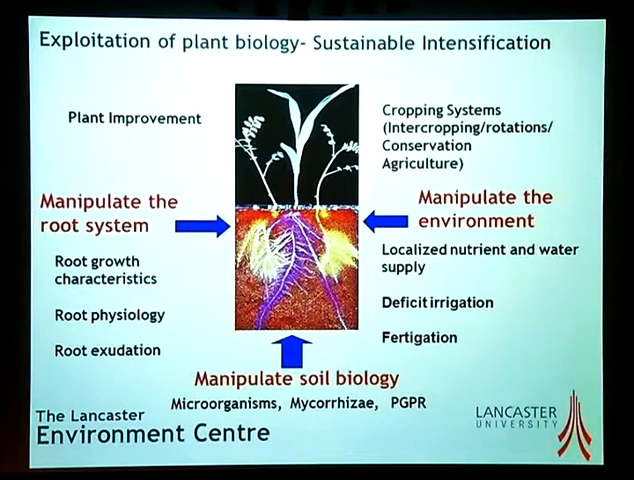 Exploitation of plant biology- Sustainable Intensification
Plant Improvement
Cropping Systems
(Intercropping/rotations/
Conservation
Agriculture)
Manipulate the
root system
Manipulate the
environment
Root growth
characteristics
Root physiology
Root exudation
Localized nutrient and water
supply
Deficit irrigation
Fertigation
Manipulate soil biology
Microorganisms, Mycorrhizae, PGPR
The Lancaster
Environment Centre
LANCASTER
UNIVERSITY